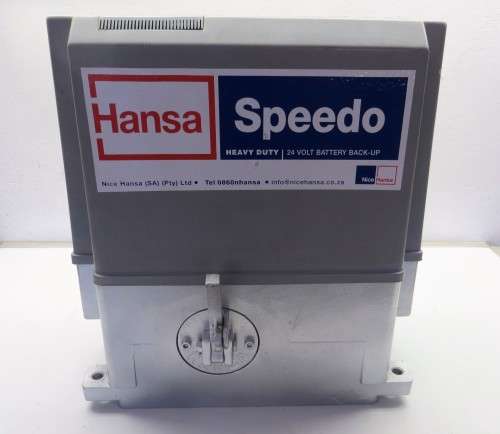 Hansa
Speedo
HEAVY DUTY | 24 VOLT BATTERY BACK-UP
Nice Hansa (SA) (Pty) Ltd • Tel 0860nhansa • info@nicehansa.co.za
Nice Hansa